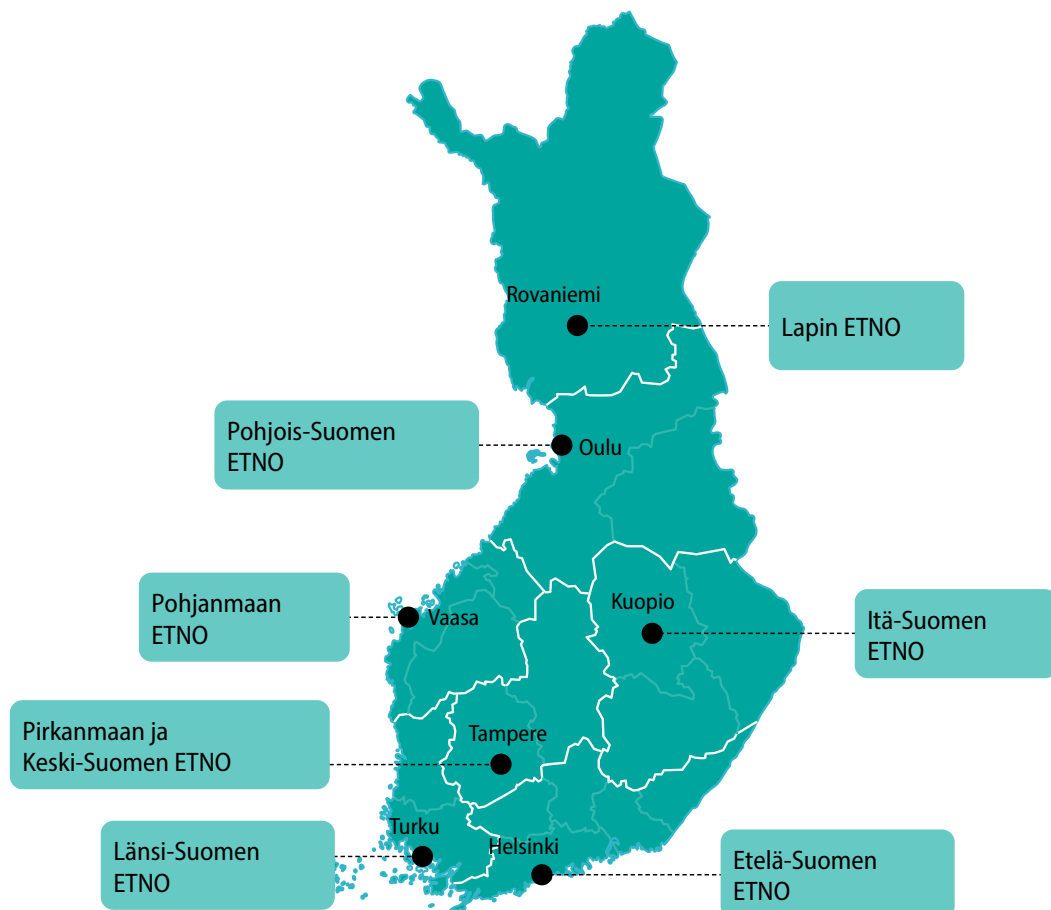 Rovaniemi
Lapin ETNO
Pohjois-Suomen
ETNO
Oulu
Pohjanmaan
ETNO
Vaasa
Kuopio
Itä-Suomen
ETNO
Pirkanmaan ja
Keski-Suomen ETNO
Tampere
Länsi-Suomen
ETNO
Turku
Helsinki
Etelä-Suomen
ETNO